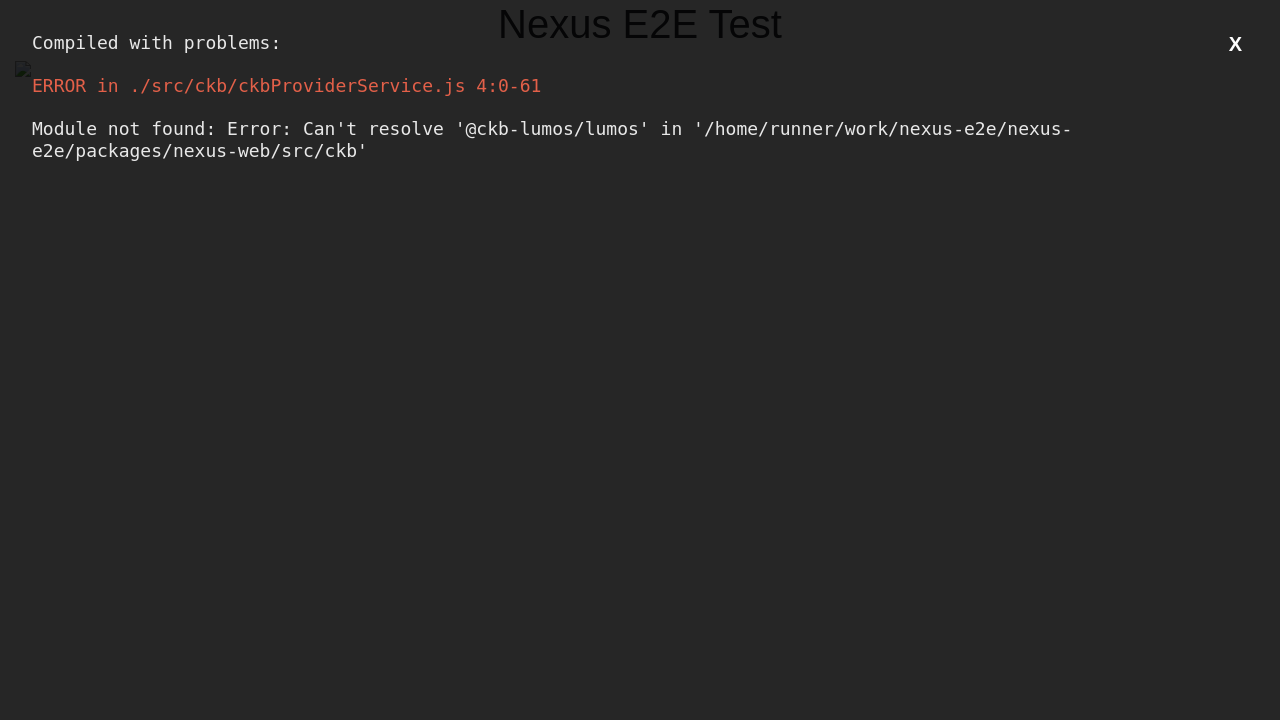 Nexus E2E Test
Compiled with problems:
X
ERROR in ./src/ckb/ckbProviderService.js 4:0-61
Module not found: Error: Can't resolve '@ckb-lumos/lumos' in '/home/runner/work/nexus-e2e/nexus-
e2e/packages/nexus-web/src/ckb'